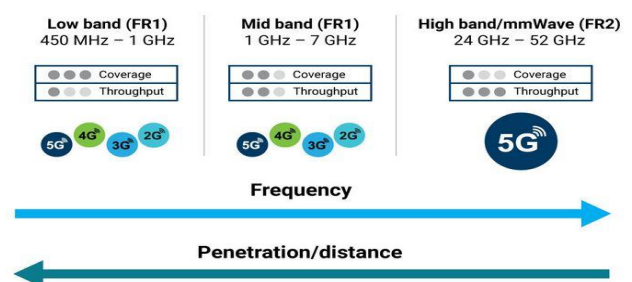 Low band (FR1)
450 MHz – 1 GHz
Coverage
Throughput
5G
4G
3G
2G
Mid band (FR1)
1 GHz – 7 GHz
Coverage
Throughput
5G
4G
3G
2G
High band/mmWave (FR2)
24 GHz – 52 GHz
Coverage
Throughput
5G
Frequency
Penetration/distance